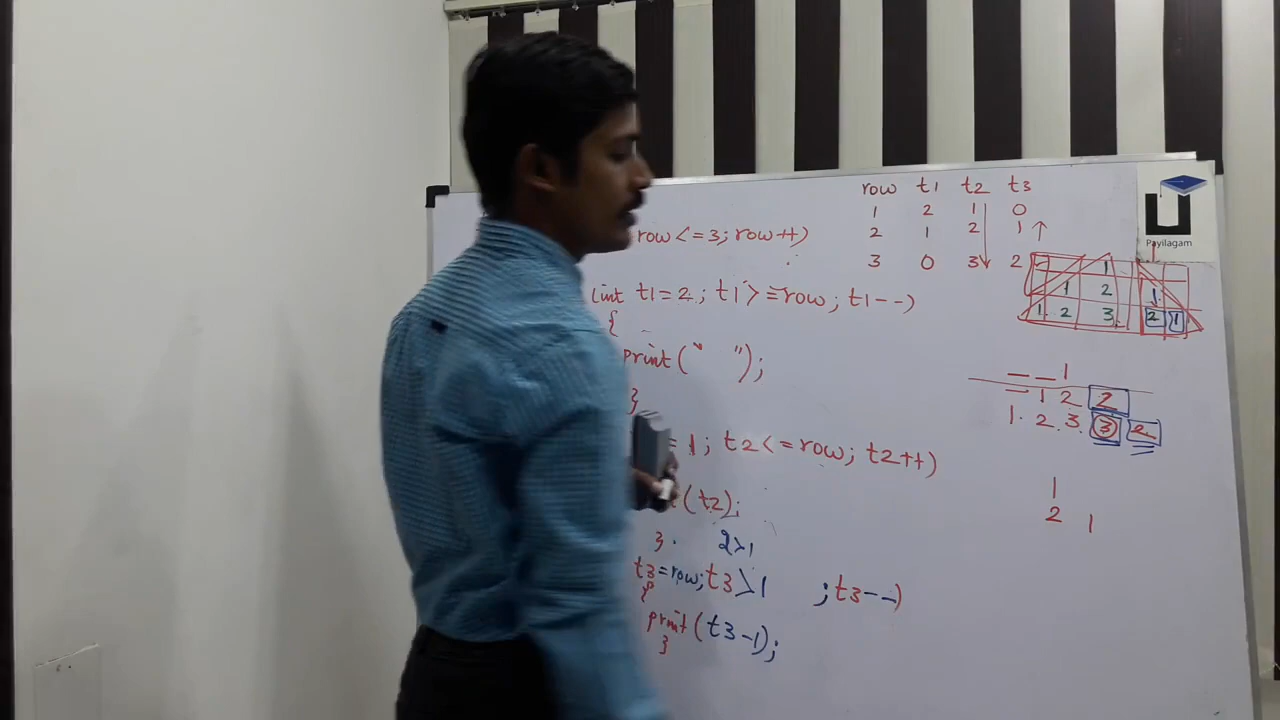 row t1 t2 t3
1 2 1 0
2 1 2 1 ↑
3 0 3 2
Payilagam
row<=3; row++)
(int t1=2; t1>=row; t1--)
{
print(" ");
}
1
1 2 1
1 2 3 2 1
_ _ 1
_ 1 2 2
1. 2 3. 3 2
=1; t2<=row; t2++)
(t2);
}. 2>1
t3=row; t3>1 ;t3--)
{
print(t3-1);
}
1
2 1